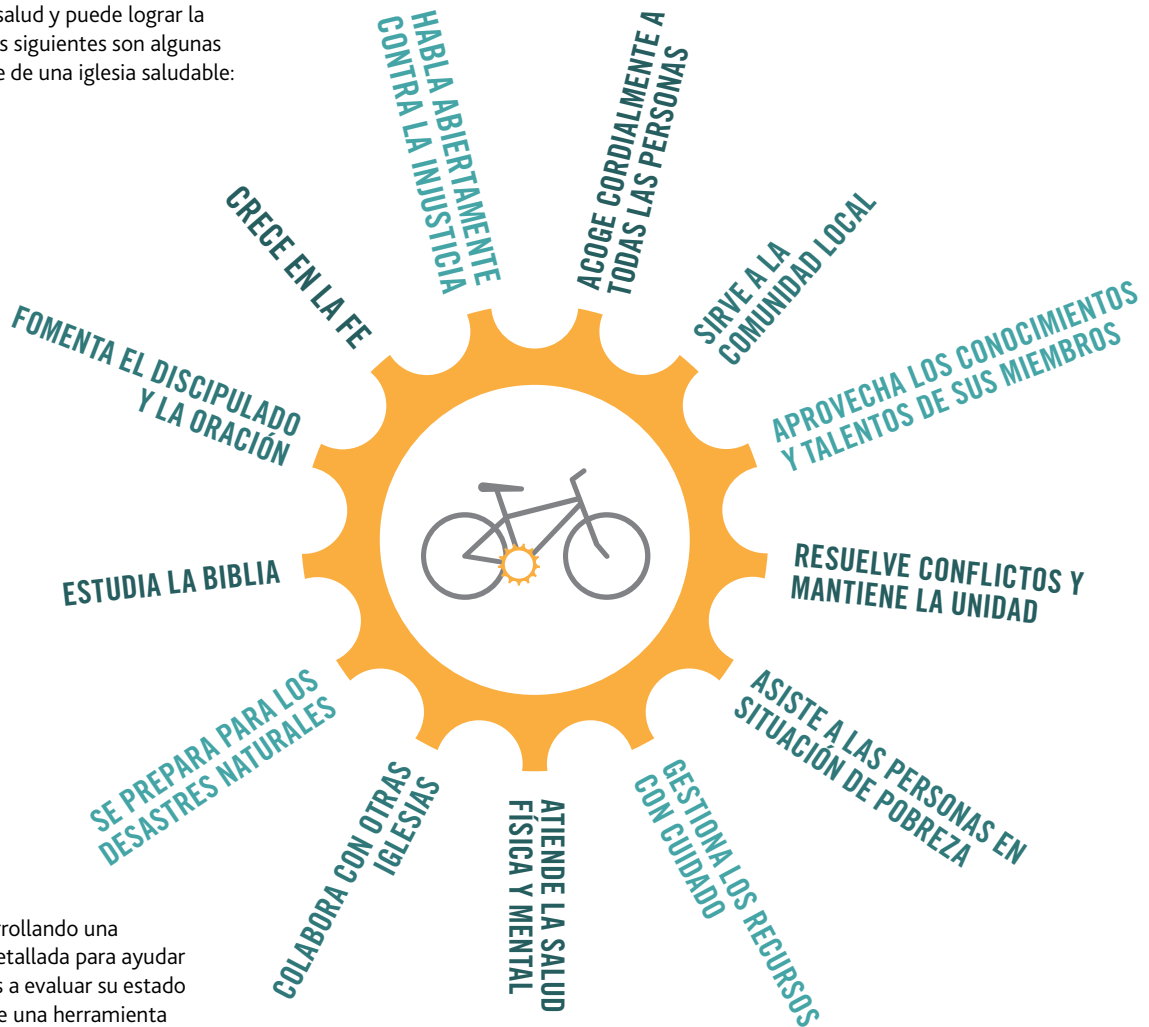 salud y puede lograr la
s siguientes son algunas
e de una iglesia saludable:
HABLA ABIERTAMENTE
CONTRA LA INJUSTICIA
ACOGE CORDIALMENTE A
TODAS LAS PERSONAS
SIRVE A LA
COMUNIDAD LOCAL
APROVECHA LOS CONOCIMIENTOS
Y TALENTOS DE SUS MIEMBROS
RESUELVE CONFLICTOS Y
MANTIENE LA UNIDAD
ASISTE A LAS PERSONAS EN
SITUACIÓN DE POBREZA
GESTIONA LOS RECURSOS
CON CUIDADO
ATIENDE LA SALUD
FÍSICA Y MENTAL
COLABORA CON OTRAS
IGLESIAS
SE PREPARA PARA LOS
DESASTRES NATURALES
ESTUDIA LA BIBLIA
FOMENTA EL DISCIPULADO
Y LA ORACIÓN
CRECE EN LA FE
rrollando una
etallada para ayudar
s a evaluar su estado
e una herramienta